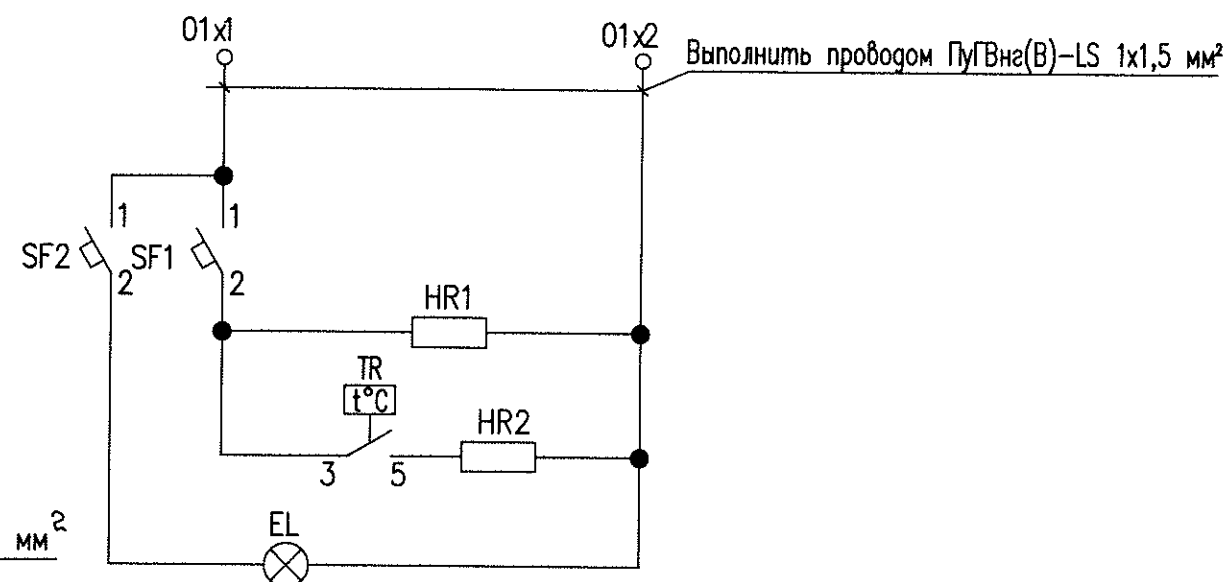 01x1
01x2
Выполнить проводом ПуГВнг(В)-LS 1x1,5 мм²
1
1
SF2
SF1
2
2
HR1
TR
t°C
HR2
3
5
EL
мм²